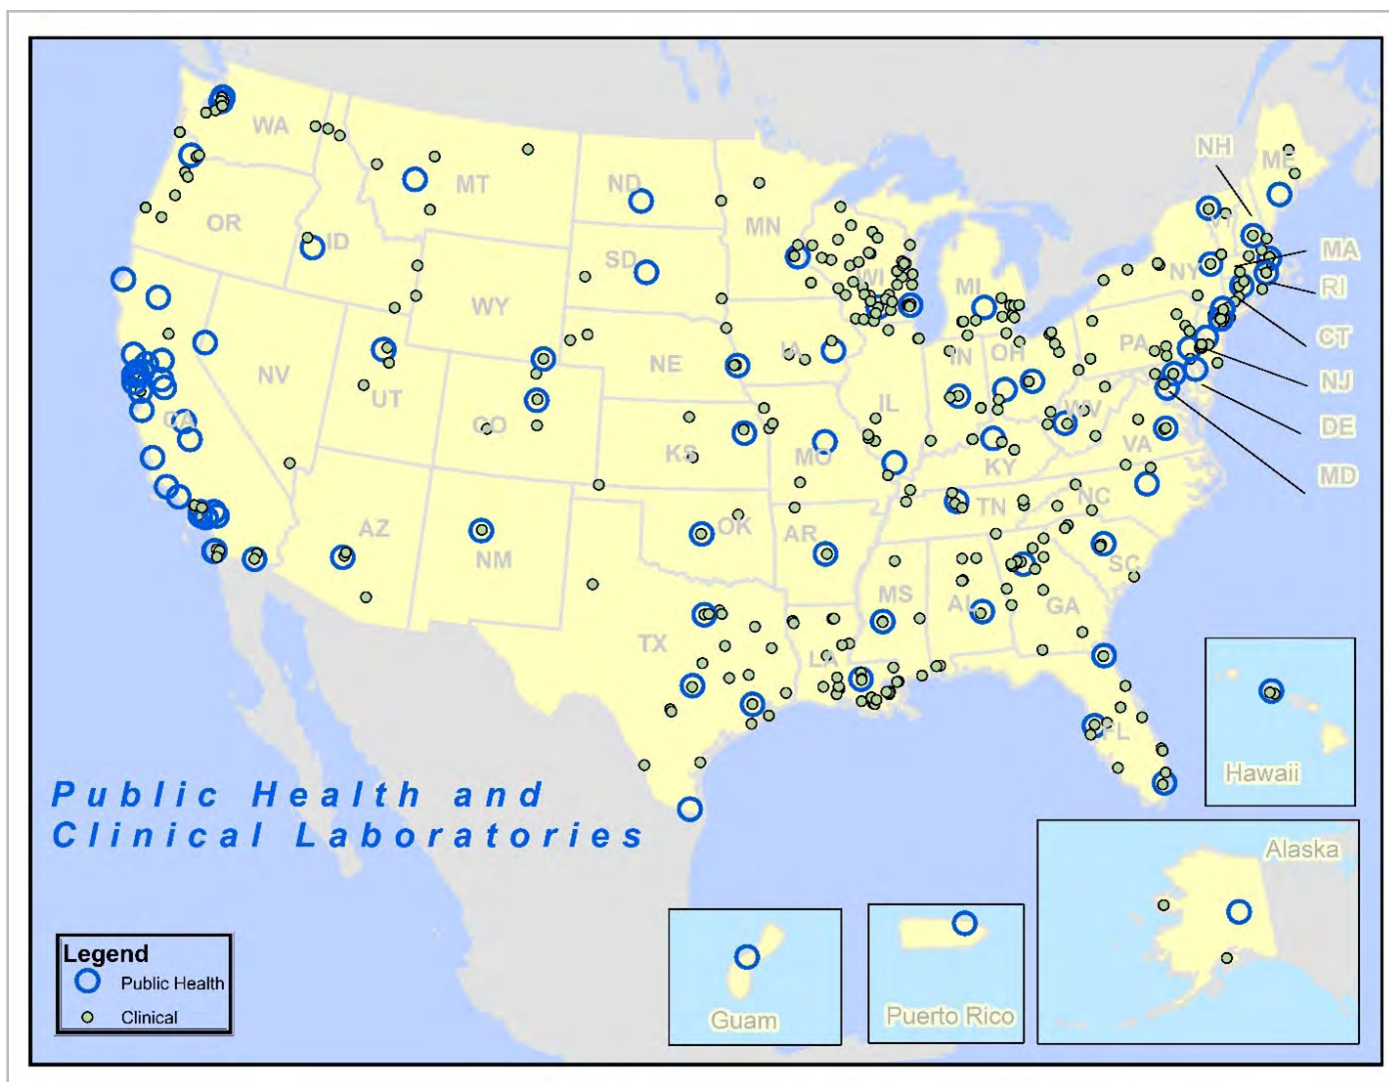 NH
ME
WA
MT
ND
MN
VT
OR
ID
MA
SD
WI
NY
MI
RI
WY
CT
PA
IA
NE
IN
OH
NV
NJ
UT
IL
WV
CO
CA
DE
VA
KS
MO
KY
MD
NC
TN
OK
AZ
AR
NM
SC
MS
AL
GA
TX
LA
FL
Hawaii
Public Health and
Clinical Laboratories
Alaska
Legend
Public Health
Clinical
Guam
Puerto Rico